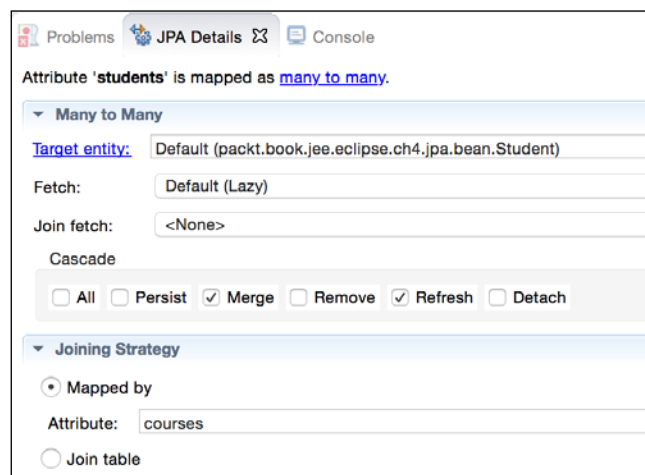 Problems JPA Details Console
Attribute 'students' is mapped as many to many.
Many to Many
Target entity: Default (packt.book.jee.eclipse.ch4.jpa.bean.Student)
Fetch: Default (Lazy)
Join fetch: <None>
Cascade
All Persist Merge Remove Refresh Detach
Joining Strategy
Mapped by
Attribute: courses
Join table